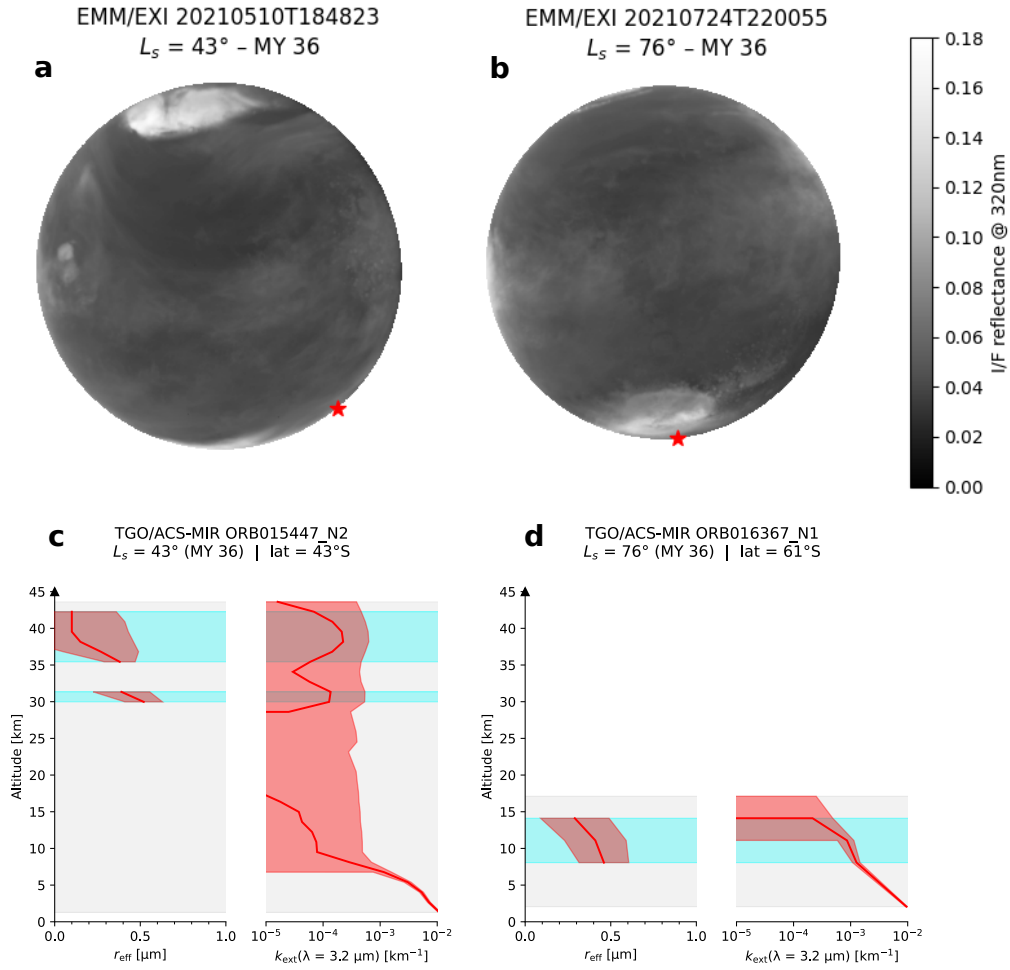 EMM/EXI 20210510T184823
Ls = 43° – MY 36
EMM/EXI 20210724T220055
Ls = 76° – MY 36
a
b
0.18
0.16
0.14
0.12
0.10
0.08
0.06
0.04
0.02
0.00
I/F reflectance @ 320nm
c
TGO/ACS-MIR ORB015447_N2
Ls = 43° (MY 36) | lat = 43°S
d
TGO/ACS-MIR ORB016367_N1
Ls = 76° (MY 36) | lat = 61°S
45
40
35
30
25
20
15
10
5
0
Altitude [km]
0.0 0.5 1.0
reff [μm]
10⁻⁵ 10⁻⁴ 10⁻³ 10⁻²
kext(λ = 3.2 μm) [km⁻¹]
45
40
35
30
25
20
15
10
5
0
Altitude [km]
0.0 0.5 1.0
reff [μm]
10⁻⁵ 10⁻⁴ 10⁻³ 10⁻²
kext(λ = 3.2 μm) [km⁻¹]